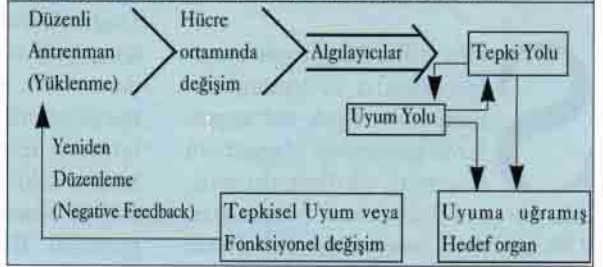 Düzenli
Antrenman
(Yüklenme)
Hücre
ortamında
değişim
Algılayıcılar
Tepki Yolu
Uyum Yolu
Yeniden
Düzenleme
(Negative Feedback)
Tepkisel Uyum veya
Fonksiyonel değişim
Uyuma uğramış
Hedef organ